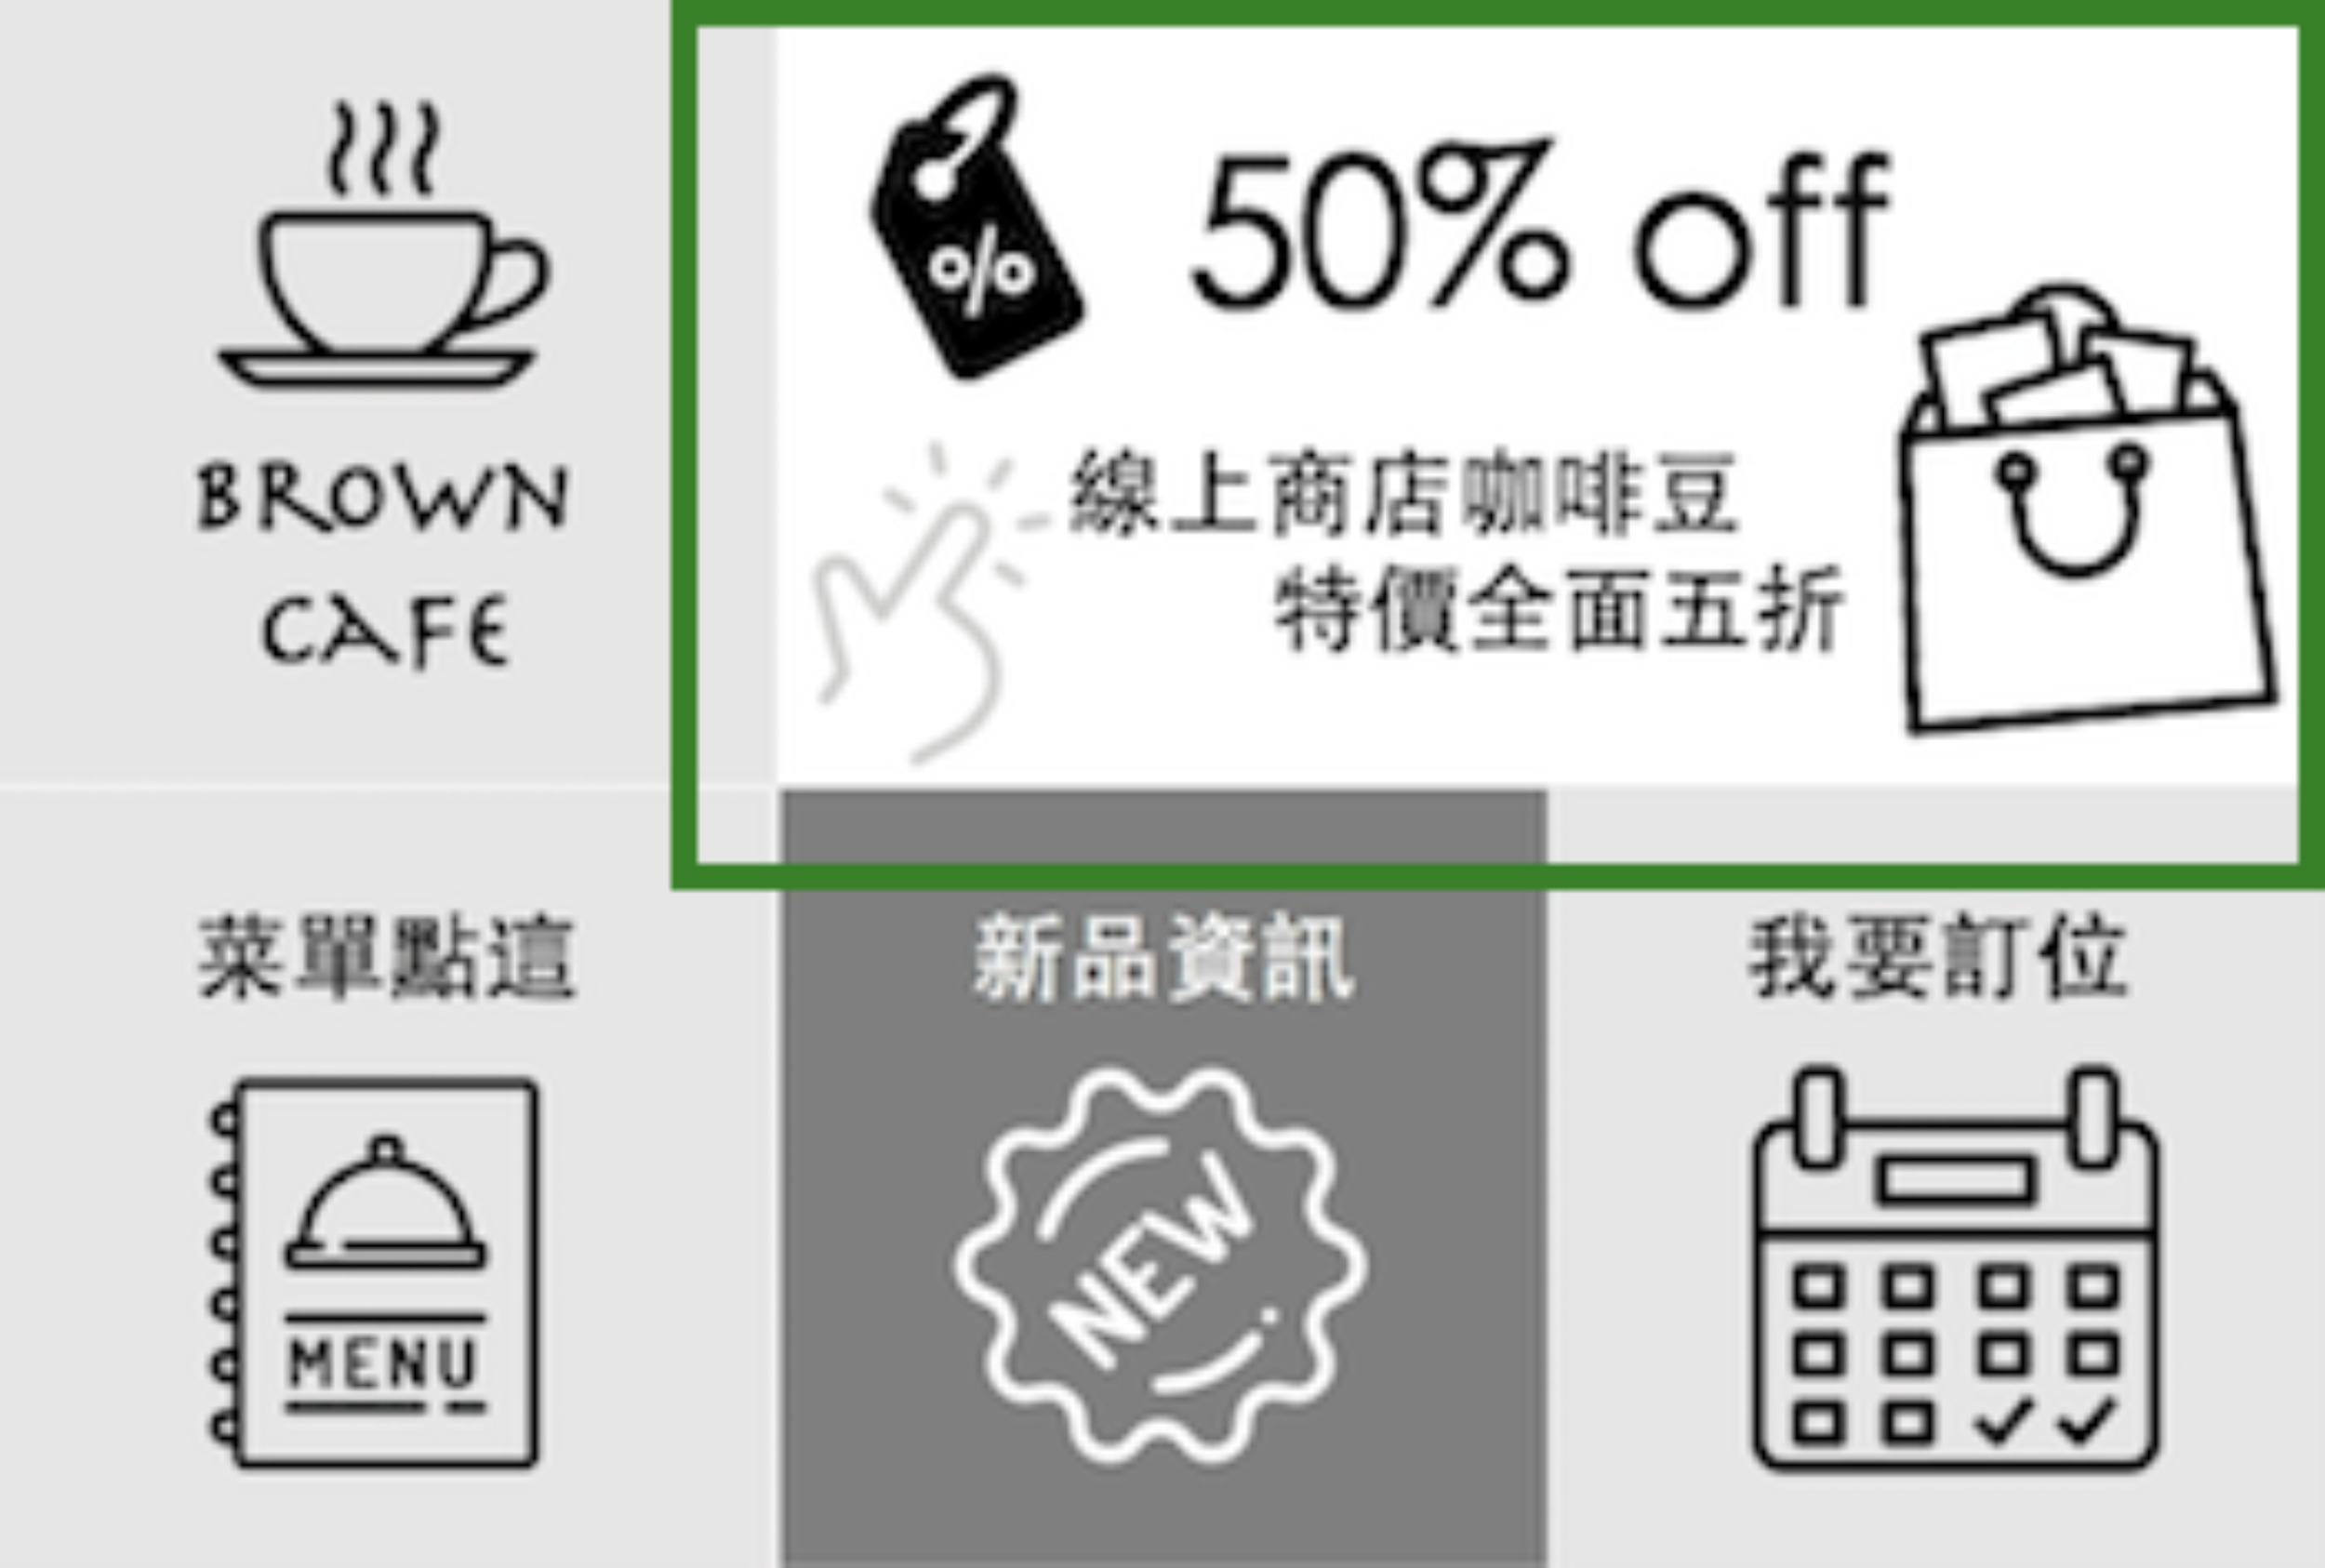 BROWN
CAFE
%
50% off
線上商店咖啡豆
特價全面五折
菜單點這
MENU
新品資訊
NEW
我要訂位